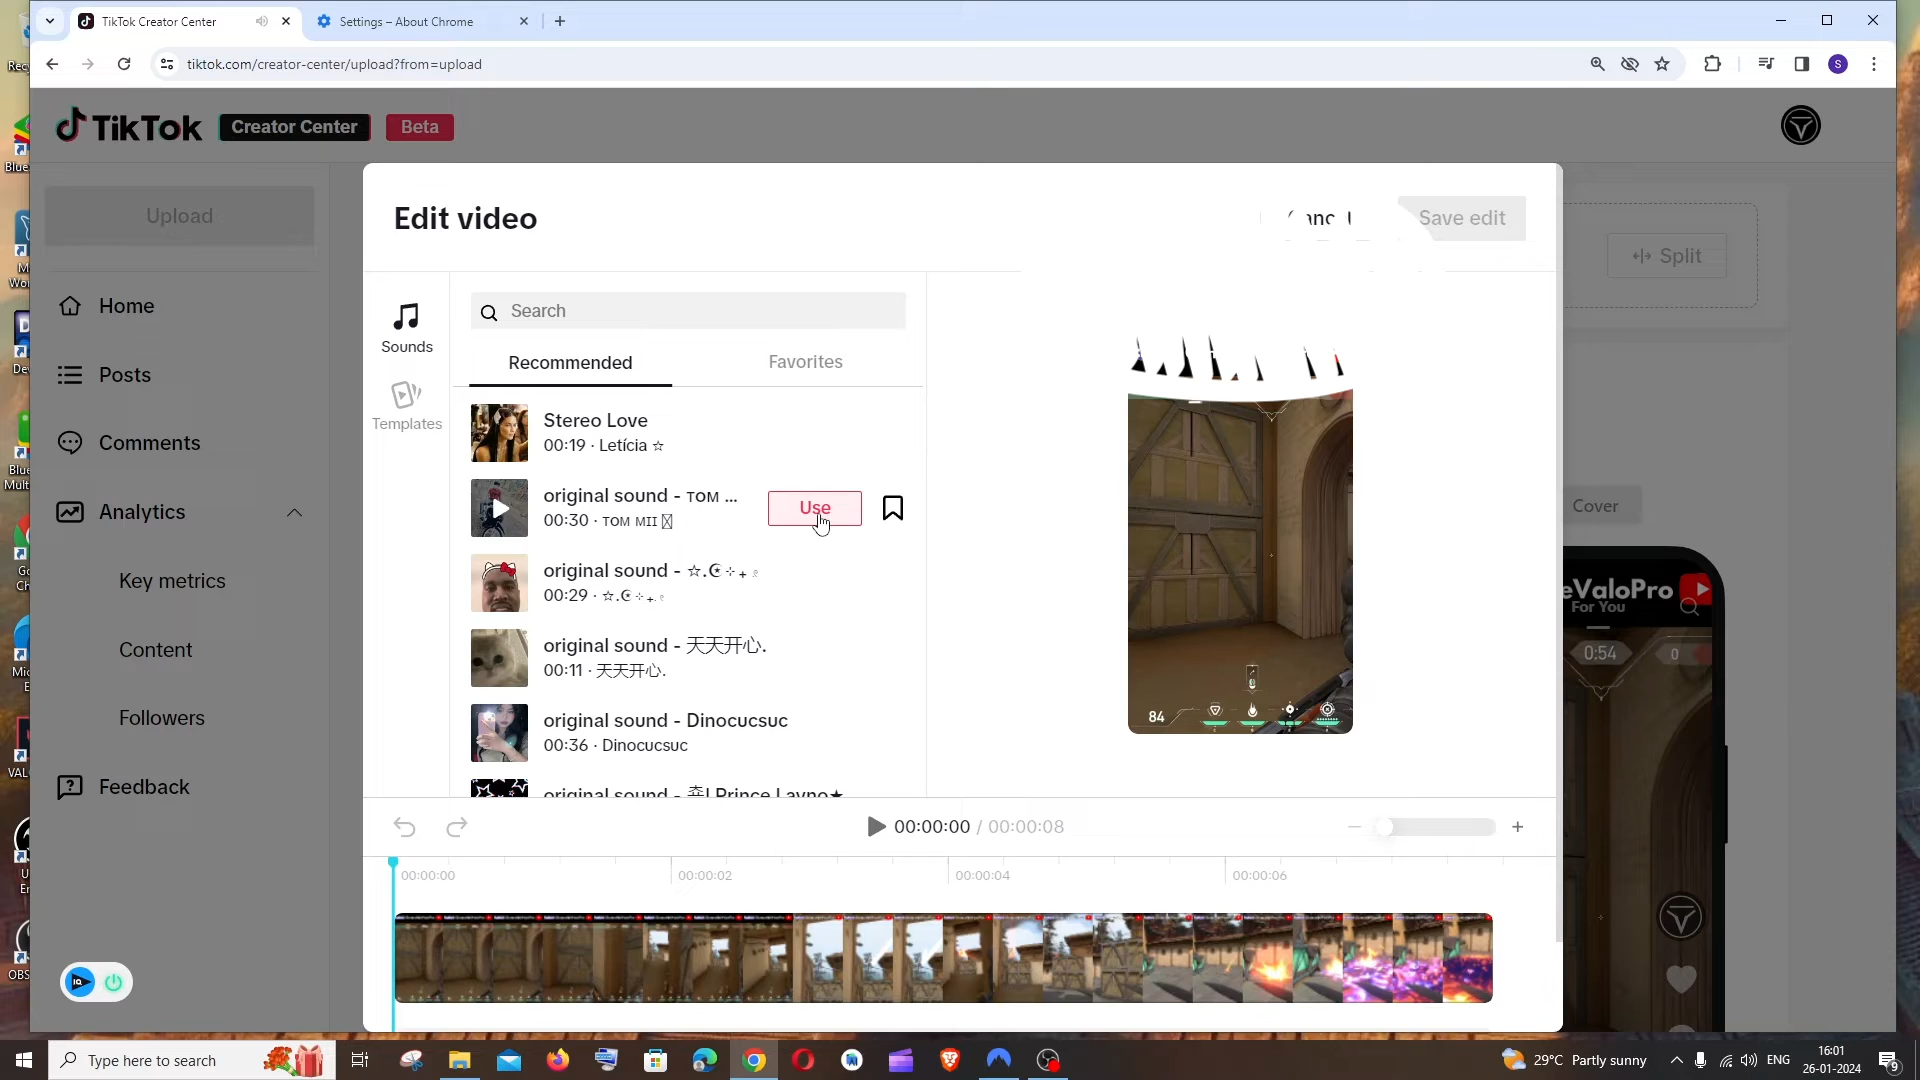 TikTok Creator Center
Settings – About Chrome
tiktok.com/creator-center/upload?from=upload
S
TikTok Creator Center Beta
Upload
Home
Posts
Comments
Analytics
Key metrics
Content
Followers
Feedback
Edit video
Save edit
Split
Sounds
Templates
Search
Recommended
Favorites
Stereo Love
00:19 · Letícia ☆
original sound - ᴛᴏᴍ ...
00:30 · ᴛᴏᴍ ᴍɪɪ
Use
original sound - ☆.☪⊹₊
00:29 · ☆.☪⊹₊
original sound - 天天开心.
00:11 · 天天开心.
original sound - Dinocucsuc
00:36 · Dinocucsuc
84
Cover
eValoPro
For You
0:54
0
00:00:00 / 00:00:08
00:00:00
00:00:02
00:00:04
00:00:06
Type here to search
29°C Partly sunny
ENG
16:01
26-01-2024
9